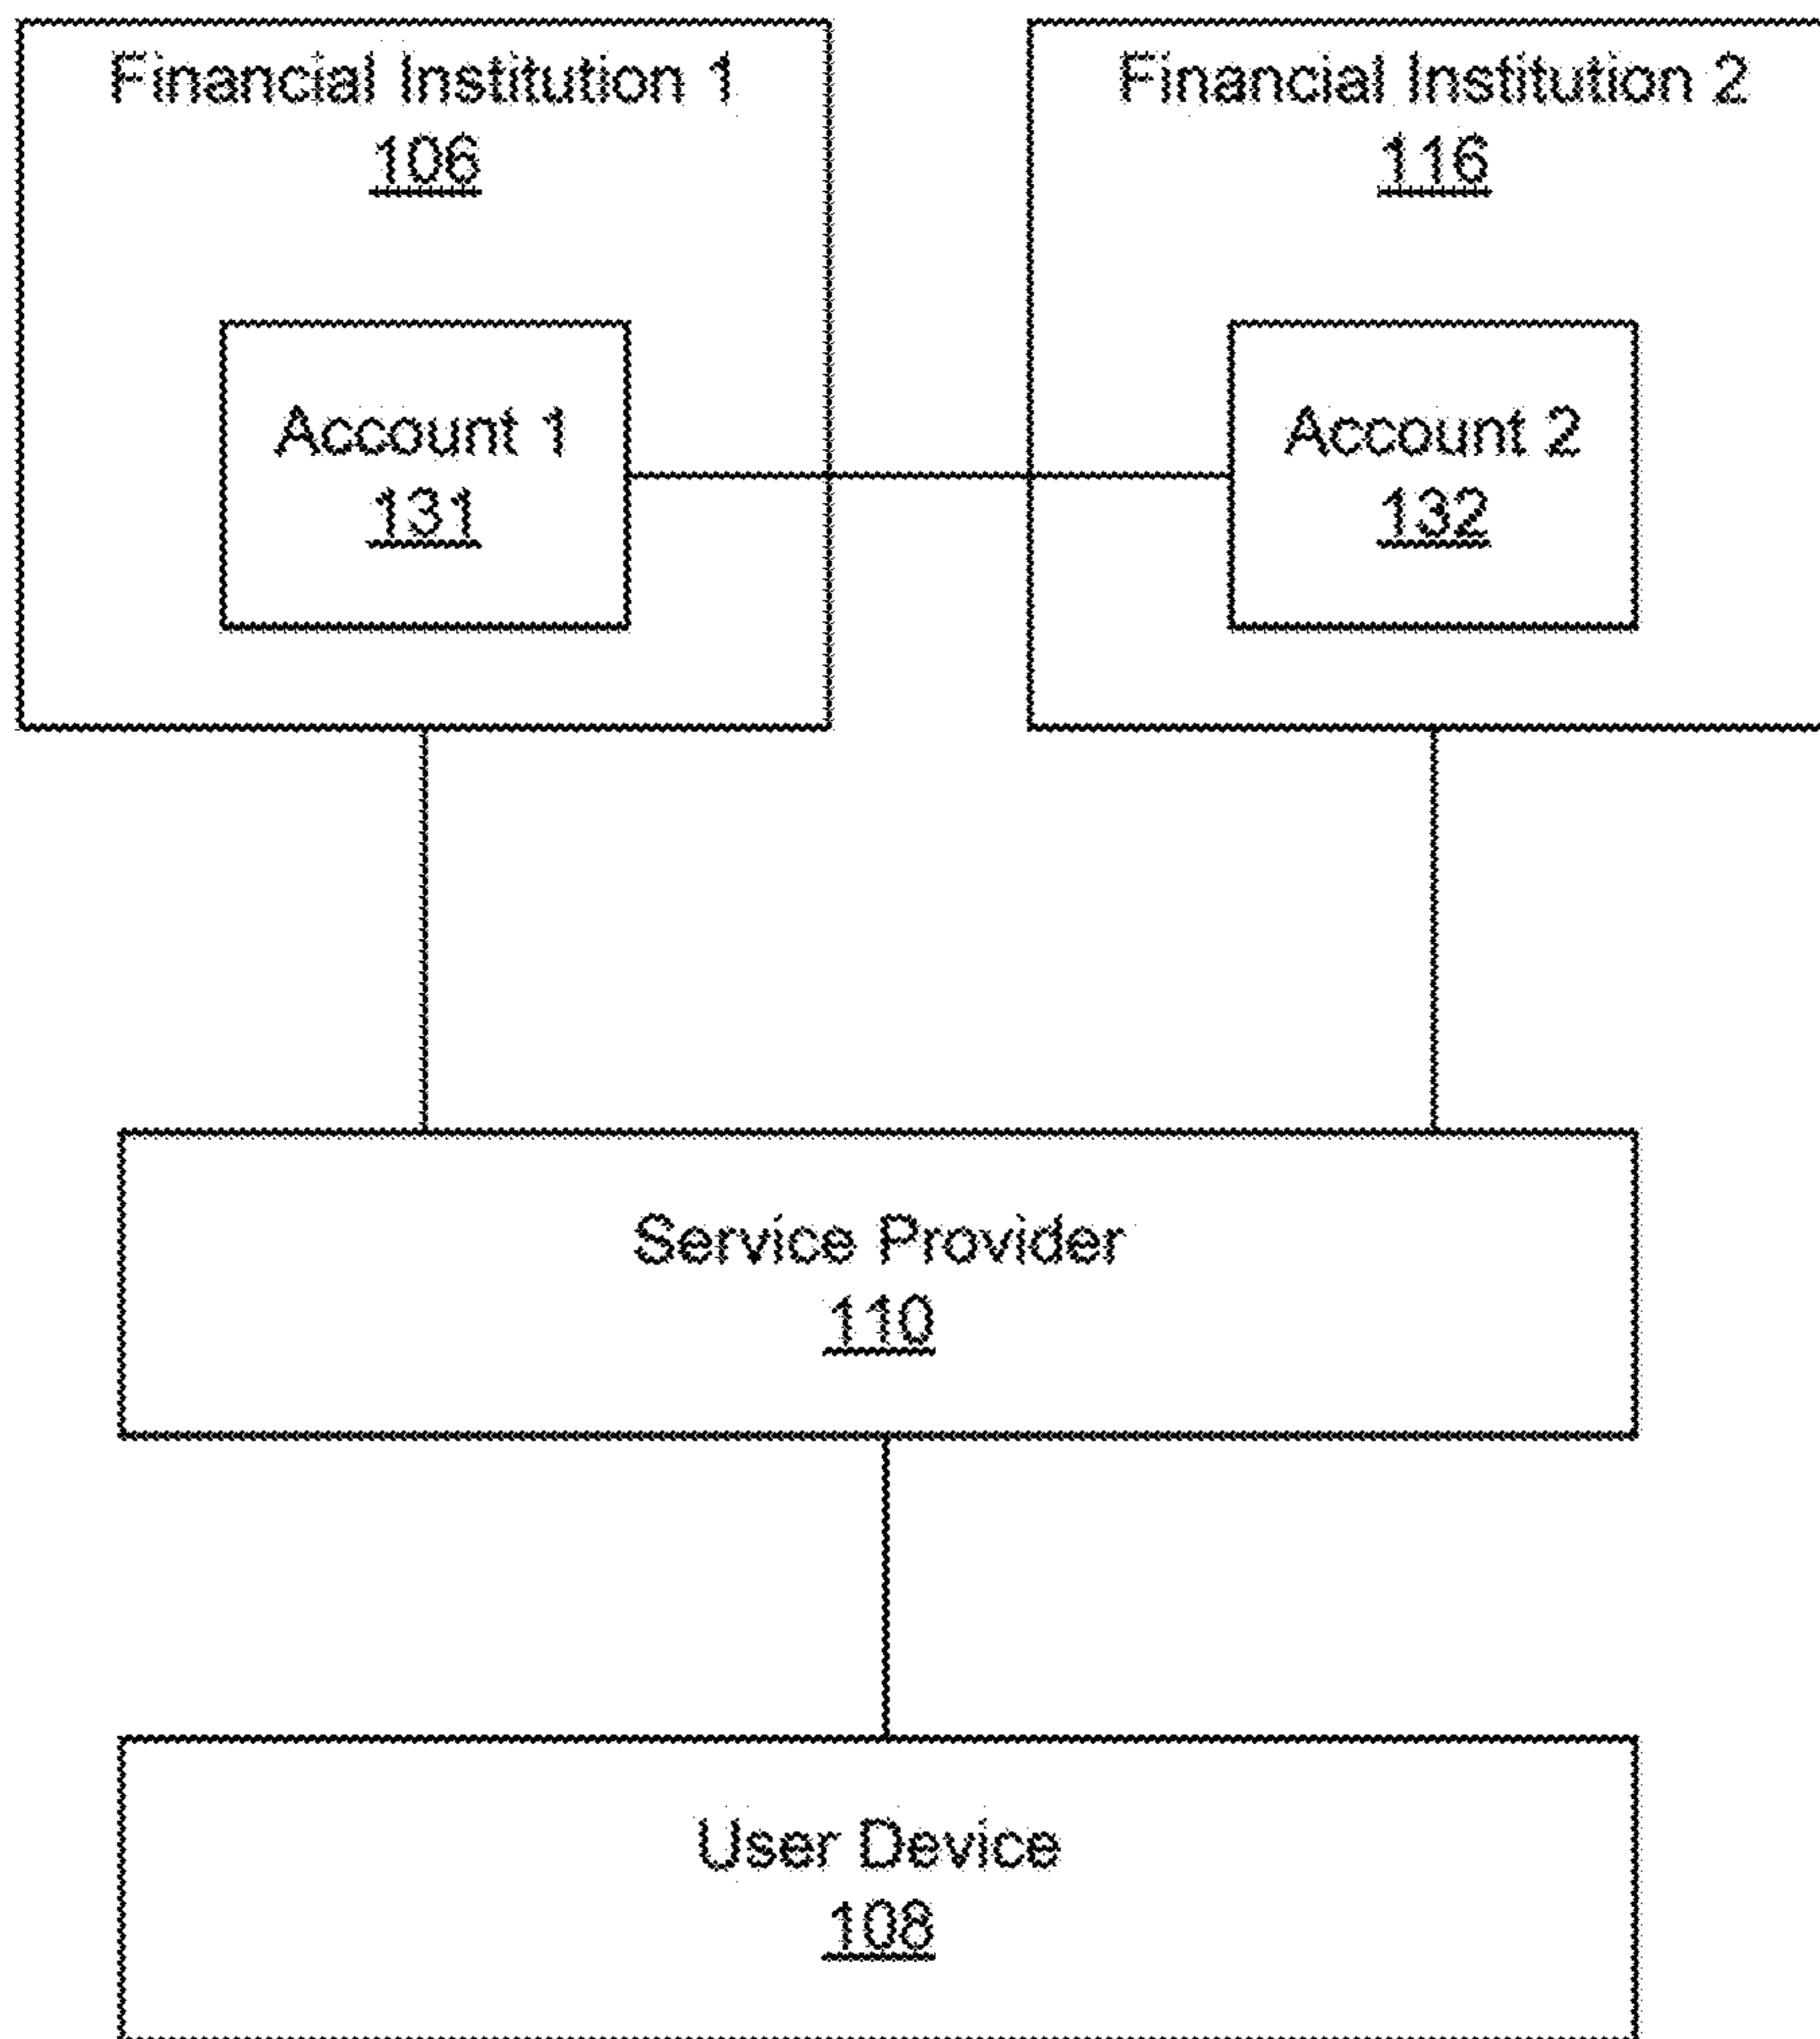 Financial Institution 1
106
Financial Institution 2
116
Account 1
131
Account 2
132
Service Provider
110
User Device
108